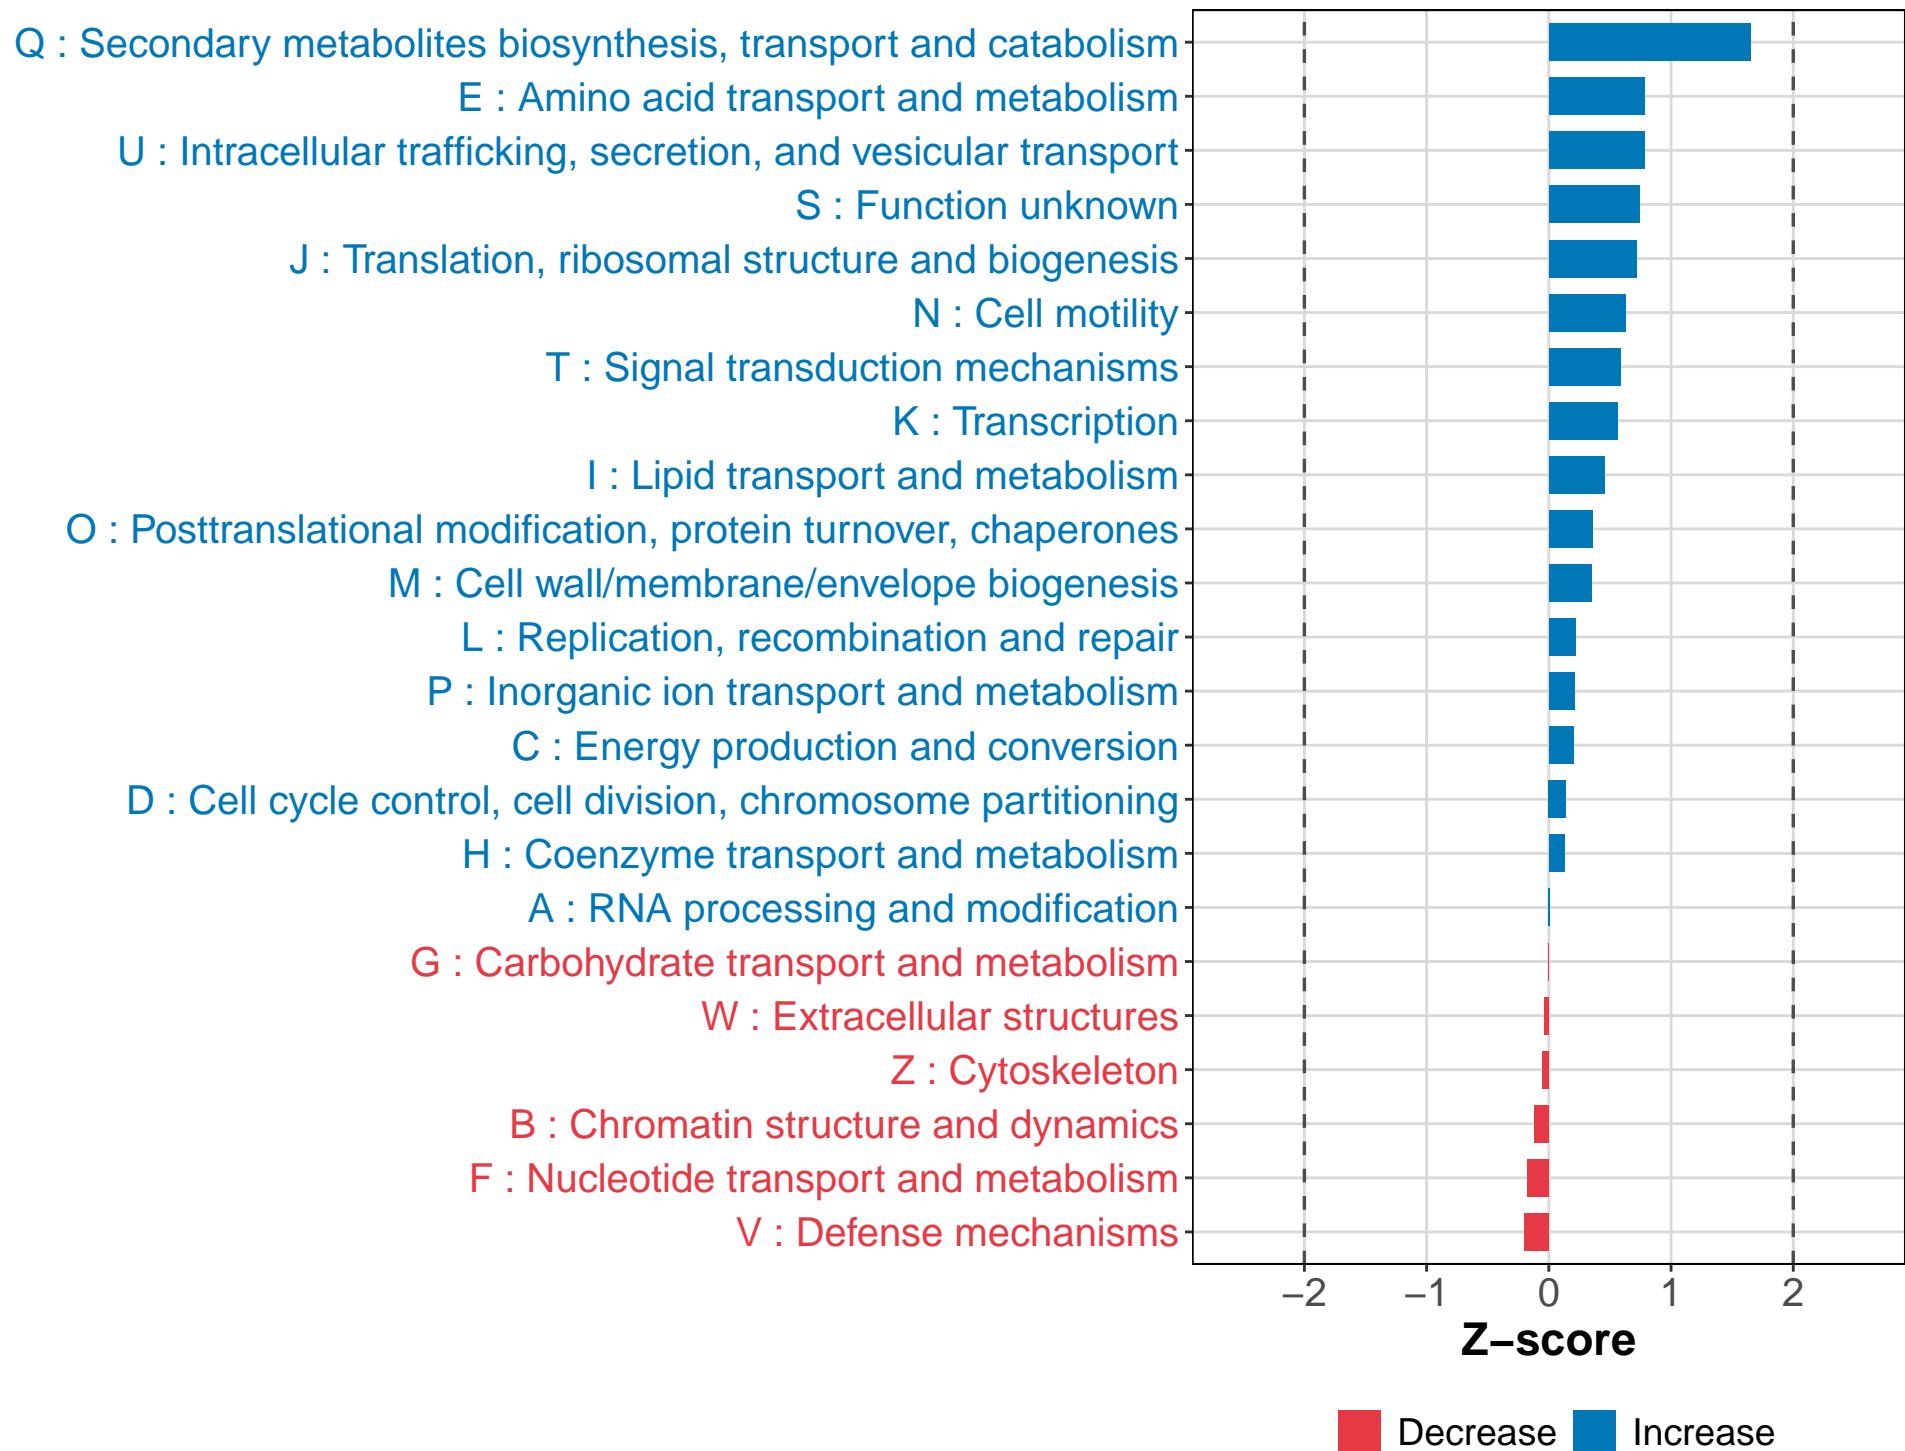 Q : Secondary metabolites biosynthesis, transport and catabolism
E : Amino acid transport and metabolism
U : Intracellular trafficking, secretion, and vesicular transport
S : Function unknown
J : Translation, ribosomal structure and biogenesis
N : Cell motility
T : Signal transduction mechanisms
K : Transcription
I : Lipid transport and metabolism
O : Posttranslational modification, protein turnover, chaperones
M : Cell wall/membrane/envelope biogenesis
L : Replication, recombination and repair
P : Inorganic ion transport and metabolism
C : Energy production and conversion
D : Cell cycle control, cell division, chromosome partitioning
H : Coenzyme transport and metabolism
A : RNA processing and modification
G : Carbohydrate transport and metabolism
W : Extracellular structures
Z : Cytoskeleton
B : Chromatin structure and dynamics
F : Nucleotide transport and metabolism
V : Defense mechanisms
−2 −1 0 1 2
Z−score
Decrease Increase